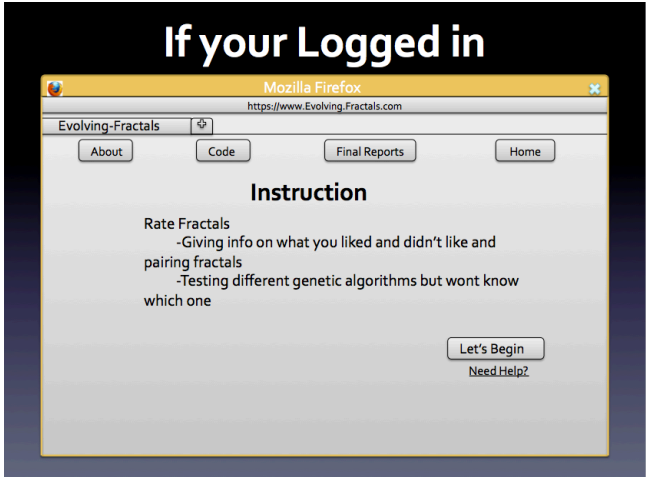 If your Logged in
Mozilla Firefox
https://www.Evolving.Fractals.com
Evolving-Fractals
About Code Final Reports Home
Instruction
Rate Fractals
-Giving info on what you liked and didn't like and
pairing fractals
-Testing different genetic algorithms but wont know
which one
Let's Begin
Need Help?